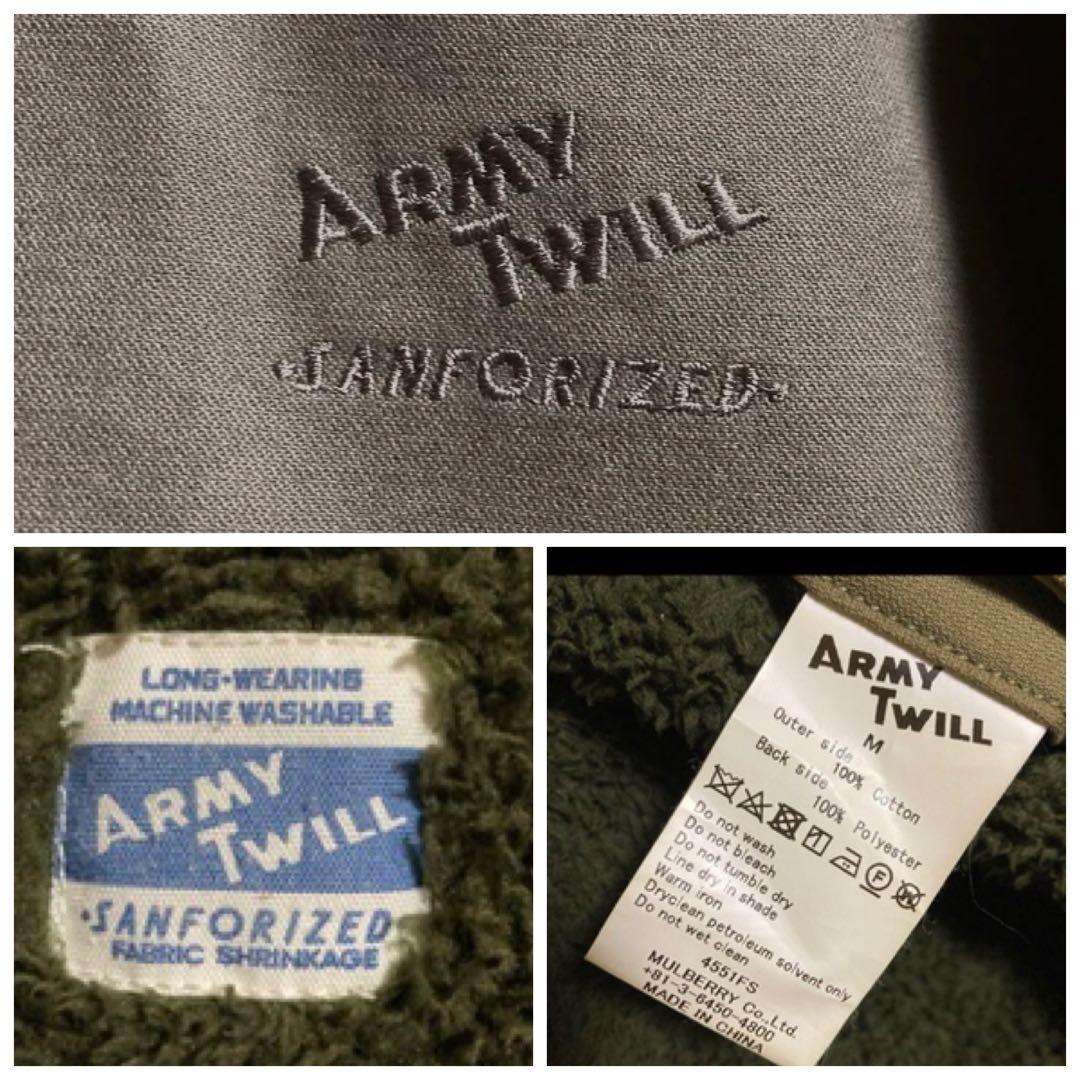 ARMY
TWILL
•SANFORIZED•
LONG-WEARING
MACHINE WASHABLE
ARMY
TWILL
•SANFORIZED
FABRIC SHRINKAGE
ARMY
TWILL
M
Outer side 100% Cotton
Back side 100% Polyester
Do not wash
Do not bleach
Do not tumble dry
Line dry in shade
Warm iron
Dryclean petroleum solvent only
Do not wet clean
4551FS
MULBERRY Co.,Ltd.
+81-3-6450-4800
MADE IN CHINA